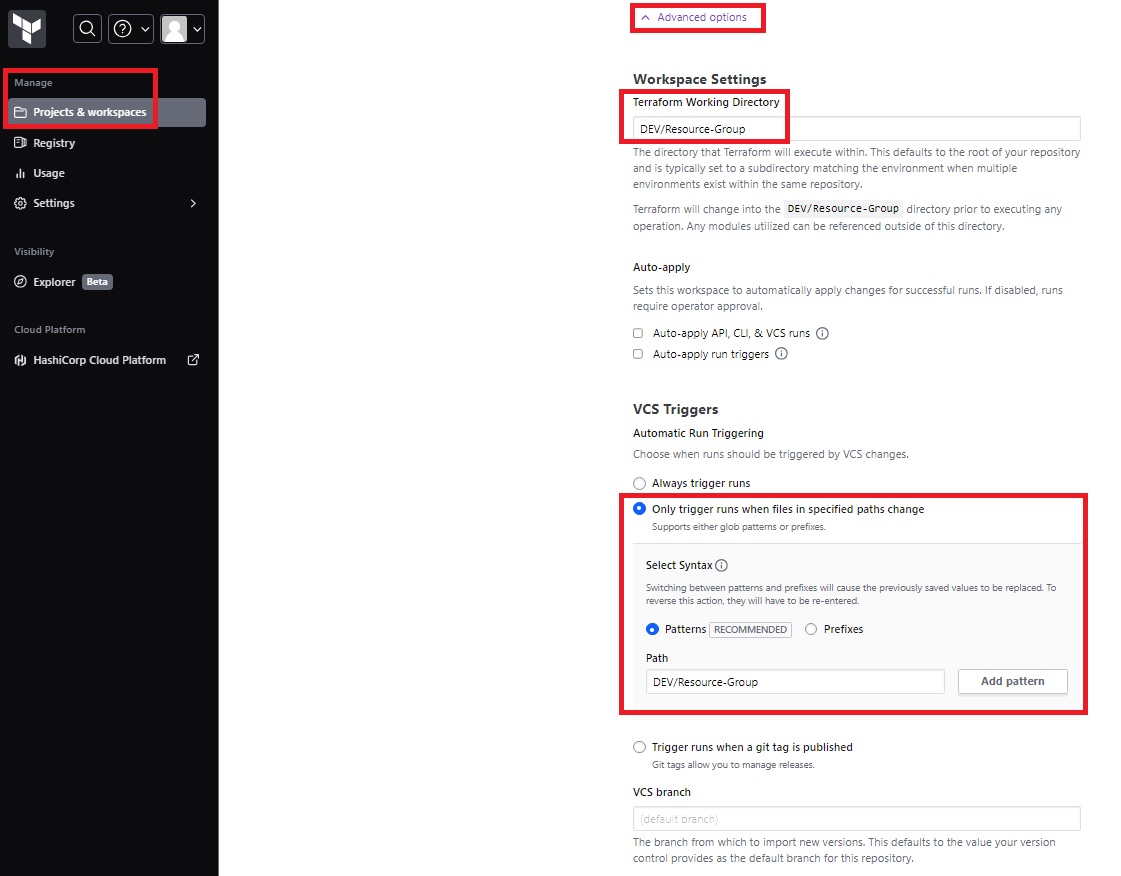 Manage
Projects & workspaces
Registry
Usage
Settings
Visibility
Explorer Beta
Cloud Platform
HashiCorp Cloud Platform
Advanced options
Workspace Settings
Terraform Working Directory
DEV/Resource-Group
The directory that Terraform will execute within. This defaults to the root of your repository
and is typically set to a subdirectory matching the environment when multiple
environments exist within the same repository.
Terraform will change into the DEV/Resource-Group directory prior to executing any
operation. Any modules utilized can be referenced outside of this directory.
Auto-apply
Sets this workspace to automatically apply changes for successful runs. If disabled, runs
require operator approval.
Auto-apply API, CLI, & VCS runs
Auto-apply run triggers
VCS Triggers
Automatic Run Triggering
Choose when runs should be triggered by VCS changes.
Always trigger runs
Only trigger runs when files in specified paths change
Supports either glob patterns or prefixes.
Select Syntax
Switching between patterns and prefixes will cause the previously saved values to be replaced. To
reverse this action, they will have to be re-entered.
Patterns RECOMMENDED Prefixes
Path
DEV/Resource-Group Add pattern
Trigger runs when a git tag is published
Git tags allow you to manage releases.
VCS branch
(default branch)
The branch from which to import new versions. This defaults to the value your version
control provides as the default branch for this repository.